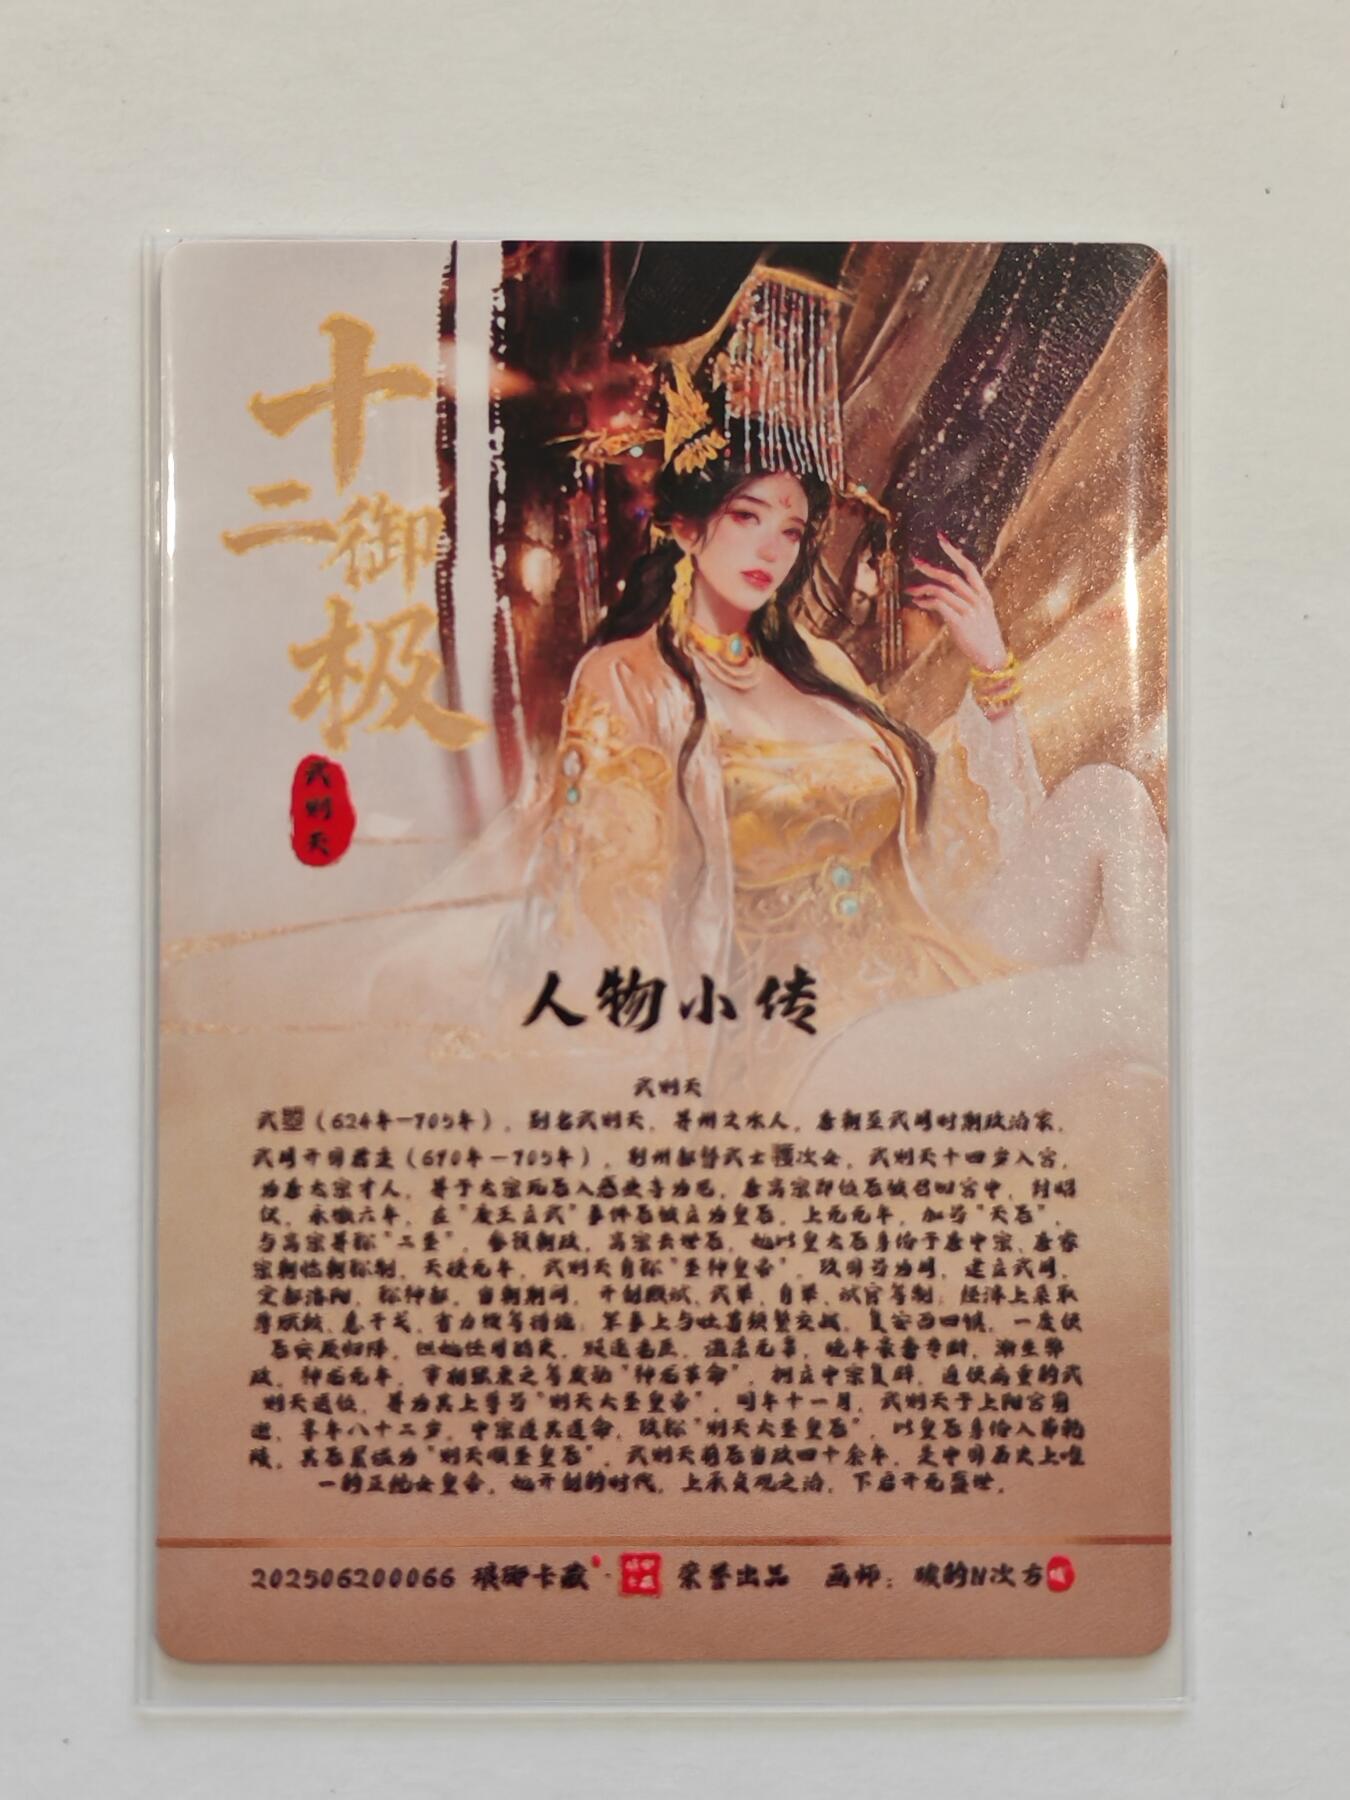 十
二御
极
武则天
人物小传
武则天
武曌（624年－705年），别名武则天，并州文水人，唐朝至武周时期政治家，
武周开国君主（690年－705年），荆州都督武士彟次女。武则天十四岁入宫，
为唐太宗才人，并于太宗死后入感业寺为尼，唐高宗即位后被召回宫中，封昭
仪，永徽六年，在"废王立武"事件后被立为皇后，上元元年，加号"天后"，
与高宗并称"二圣"，参预朝政，高宗去世后，她以皇太后身份于唐中宗、唐睿
宗朝临朝称制，天授元年，武则天自称"圣神皇帝"，改国号为周，建立武周，
定都洛阳，称神都，当朝期间，开创殿试、武举、自举、试官等制；经济上采取
薄赋敛、息干戈、省力役等措施；军事上与吐蕃频繁交战，复安西四镇，一度使
后突厥归降，但她任用酷吏，贬逐老臣，滥杀无辜，晚年豪奢专断，渐生弊
政，神龙元年，宰相张柬之等发动"神龙革命"，拥立中宗复辟，迫使病重的武
则天退位，并为其上尊号"则天大圣皇帝"，同年十一月，武则天于上阳宫崩
逝，享年八十二岁，中宗遵其遗命，改称"则天大圣皇后"，以皇后身份入葬乾
陵，其后累谥为"则天顺圣皇后"，武则天前后当政四十余年，是中国历史上唯
一的正统女皇帝，她开创的时代，上承贞观之治，下启开元盛世。
202506200066 琅琊卡藏 · 荣誉出品 画师：破的N次方